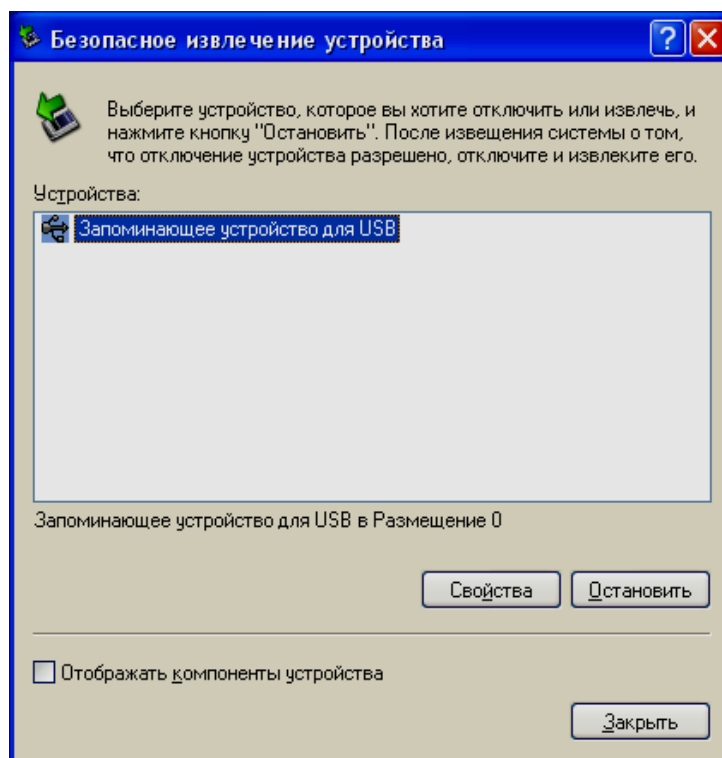 Безопасное извлечение устройства
Выберите устройство, которое вы хотите отключить или извлечь, и
нажмите кнопку "Остановить". После извещения системы о том,
что отключение устройства разрешено, отключите и извлеките его.
Устройства:
Запоминающее устройство для USB
Запоминающее устройство для USB в Размещение 0
Свойства
Остановить
Отображать компоненты устройства
Закрыть